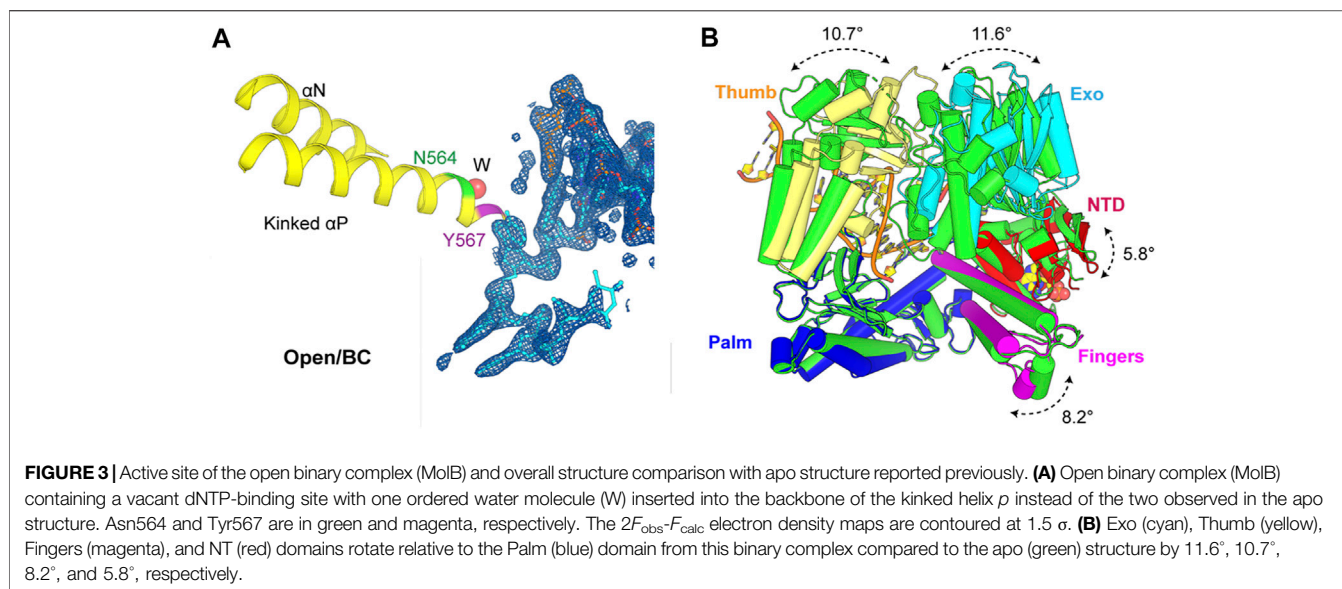 A
αN
N564
W
Kinked αP
Y567
Open/BC
B
10.7°
11.6°
Thumb
Exo
NTD
5.8°
Palm
Fingers
8.2°
FIGURE 3 | Active site of the open binary complex (MolB) and overall structure comparison with apo structure reported previously. (A) Open binary complex (MolB)
containing a vacant dNTP-binding site with one ordered water molecule (W) inserted into the backbone of the kinked helix p instead of the two observed in the apo
structure. Asn564 and Tyr567 are in green and magenta, respectively. The 2Fobs-Fcalc electron density maps are contoured at 1.5 σ. (B) Exo (cyan), Thumb (yellow),
Fingers (magenta), and NT (red) domains rotate relative to the Palm (blue) domain from this binary complex compared to the apo (green) structure by 11.6°, 10.7°,
8.2°, and 5.8°, respectively.